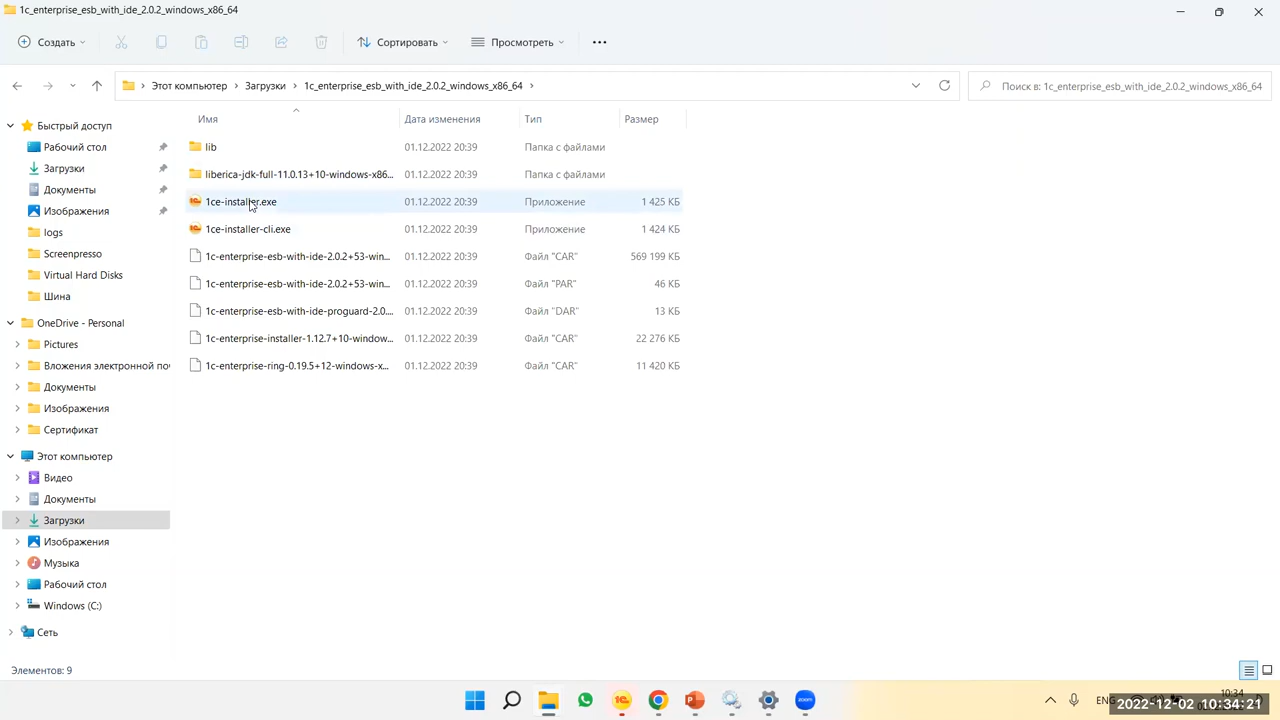 1c_enterprise_esb_with_ide_2.0.2_windows_x86_64
Создать
Сортировать
Просмотреть
Этот компьютер
Загрузки
1c_enterprise_esb_with_ide_2.0.2_windows_x86_64
Поиск в: 1c_enterprise_esb_with_ide_2.0.2_windows_x86_64
Имя Дата изменения Тип Размер
lib 01.12.2022 20:39 Папка с файлами
liberica-jdk-full-11.0.13+10-windows-x86... 01.12.2022 20:39 Папка с файлами
1ce-installer.exe 01.12.2022 20:39 Приложение 1 425 КБ
1ce-installer-cli.exe 01.12.2022 20:39 Приложение 1 424 КБ
1c-enterprise-esb-with-ide-2.0.2+53-win... 01.12.2022 20:39 Файл "CAR" 569 199 КБ
1c-enterprise-esb-with-ide-2.0.2+53-win... 01.12.2022 20:39 Файл "PAR" 46 КБ
1c-enterprise-esb-with-ide-proguard-2.0.... 01.12.2022 20:39 Файл "DAR" 13 КБ
1c-enterprise-installer-1.12.7+10-window... 01.12.2022 20:39 Файл "CAR" 22 276 КБ
1c-enterprise-ring-0.19.5+12-windows-x... 01.12.2022 20:39 Файл "CAR" 11 420 КБ
Быстрый доступ
Рабочий стол
Загрузки
Документы
Изображения
logs
Screenpresso
Virtual Hard Disks
Шина
OneDrive - Personal
Pictures
Вложения электронной по
Документы
Изображения
Сертификат
Этот компьютер
Видео
Документы
Загрузки
Изображения
Музыка
Рабочий стол
Windows (C:)
Сеть
Элементов: 9
zoom
ENG
10:34
2022-12-02 10:34:21